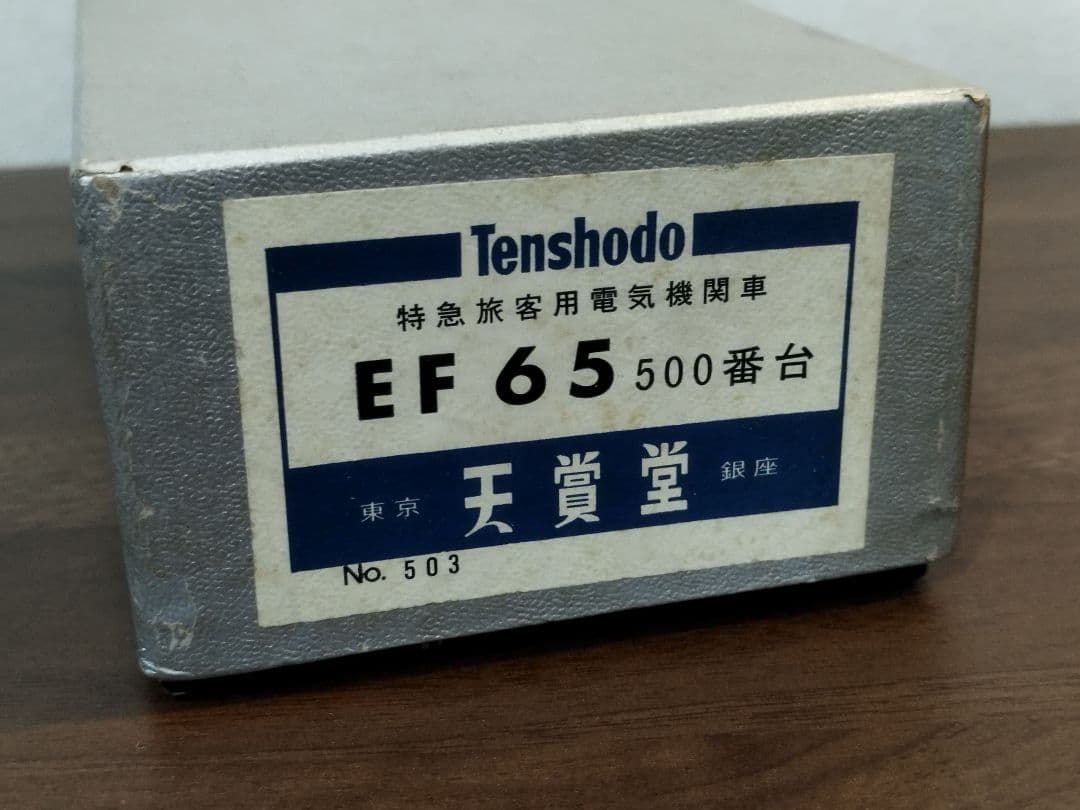 Tenshodo
特急旅客用電気機関車
EF 65 500番台
東京 天賞堂 銀座
No. 503